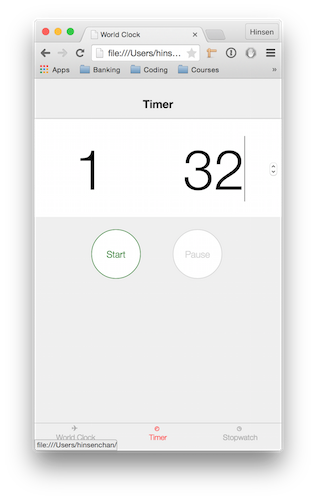 World Clock
Hinsen
file:///Users/hins...
Apps Banking Coding Courses »
Timer
1 32
Start Pause
World Clock Timer Stopwatch
file:///Users/hinsenchan/